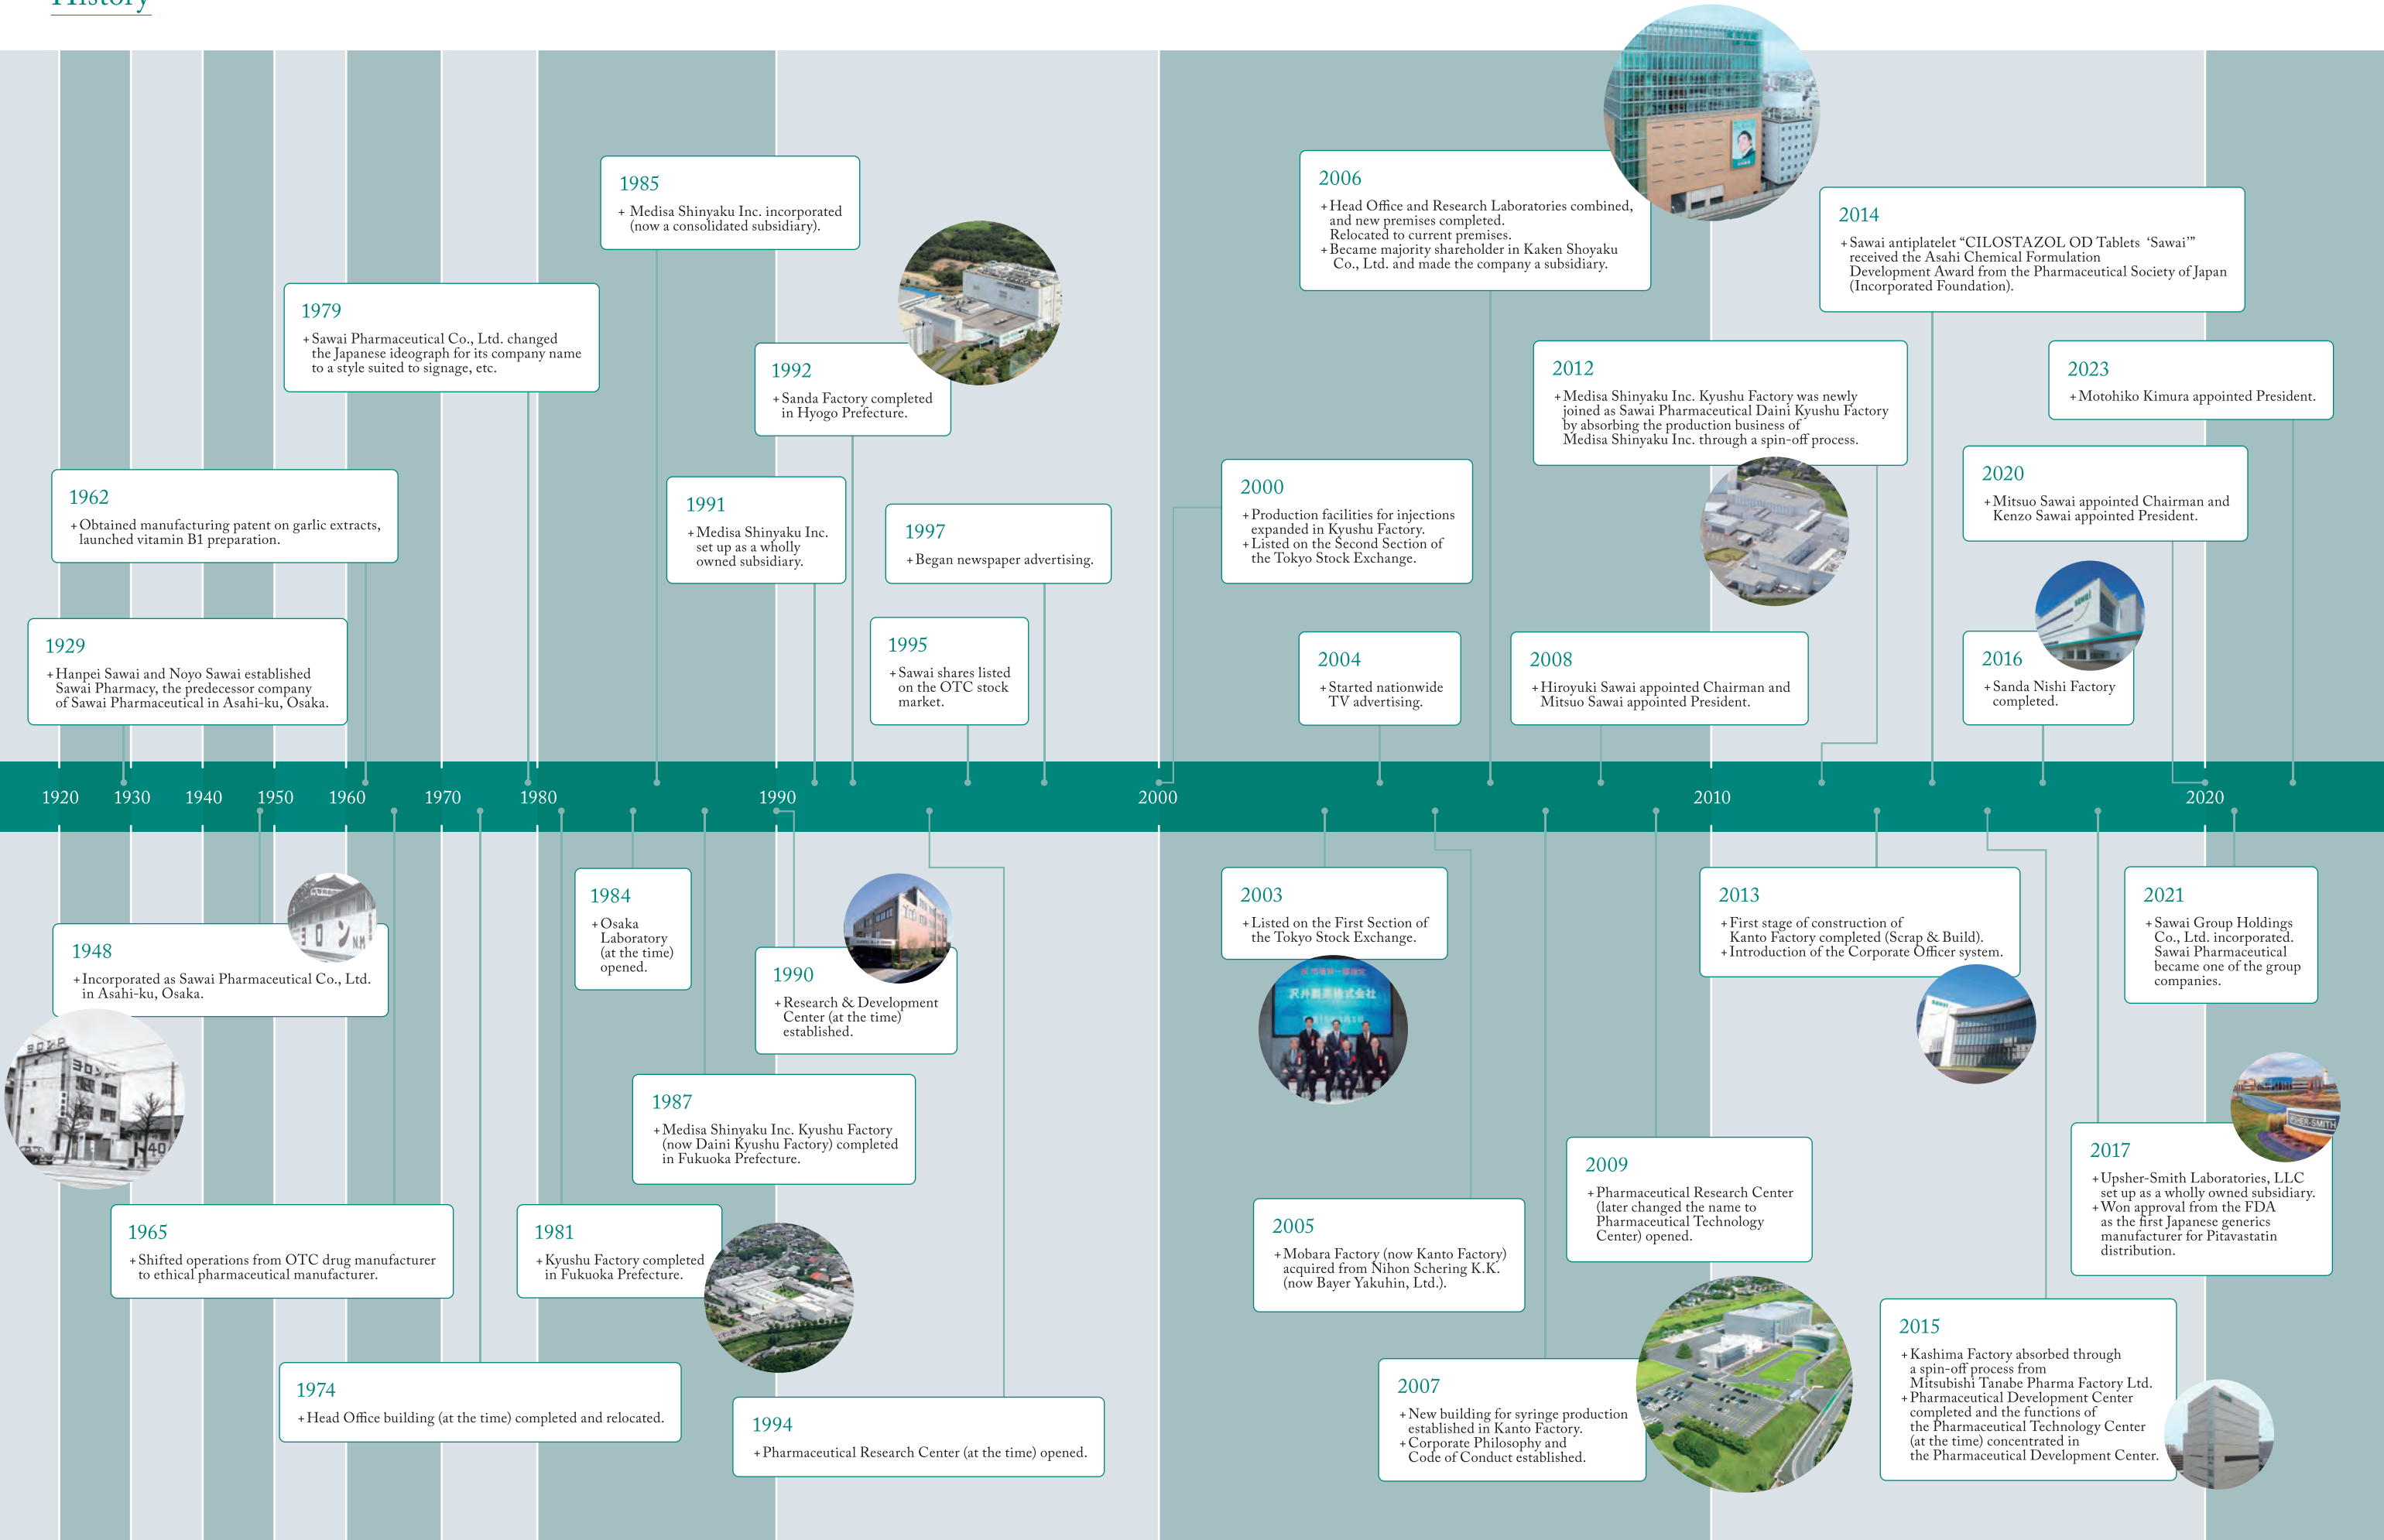 History
1985
+ Medisa Shinyaku Inc. incorporated
(now a consolidated subsidiary).
1979
+ Sawai Pharmaceutical Co., Ltd. changed
the Japanese ideograph for its company name
to a style suited to signage, etc.
1992
+ Sanda Factory completed
in Hyogo Prefecture.
1962
+ Obtained manufacturing patent on garlic extracts,
launched vitamin B1 preparation.
1991
+ Medisa Shinyaku Inc.
set up as a wholly
owned subsidiary.
1997
+ Began newspaper advertising.
1929
+ Hanpei Sawai and Noyo Sawai established
Sawai Pharmacy, the predecessor company
of Sawai Pharmaceutical in Asahi-ku, Osaka.
1995
+ Sawai shares listed
on the OTC stock
market.
2006
+ Head Office and Research Laboratories combined,
and new premises completed.
Relocated to current premises.
+ Became majority shareholder in Kaken Shoyaku
Co., Ltd. and made the company a subsidiary.
2014
+ Sawai antiplatelet “CILOSTAZOL OD Tablets ‘Sawai’”
received the Asahi Chemical Formulation
Development Award from the Pharmaceutical Society of Japan
(Incorporated Foundation).
2012
+ Medisa Shinyaku Inc. Kyushu Factory was newly
joined as Sawai Pharmaceutical Daini Kyushu Factory
by absorbing the production business of
Medisa Shinyaku Inc. through a spin-off process.
2023
+ Motohiko Kimura appointed President.
2000
+ Production facilities for injections
expanded in Kyushu Factory.
+ Listed on the Second Section of
the Tokyo Stock Exchange.
2020
+ Mitsuo Sawai appointed Chairman and
Kenzo Sawai appointed President.
2004
+ Started nationwide
TV advertising.
2008
+ Hiroyuki Sawai appointed Chairman and
Mitsuo Sawai appointed President.
sawai
2016
+ Sanda Nishi Factory
completed.
1920 1930 1940 1950 1960 1970 1980 1990 2000 2010 2020
ヨロン
N.M
1948
+ Incorporated as Sawai Pharmaceutical Co., Ltd.
in Asahi-ku, Osaka.
40
1984
+ Osaka
Laboratory
(at the time)
opened.
1990
+ Research & Development
Center (at the time)
established.
1987
+ Medisa Shinyaku Inc. Kyushu Factory
(now Daini Kyushu Factory) completed
in Fukuoka Prefecture.
1965
+ Shifted operations from OTC drug manufacturer
to ethical pharmaceutical manufacturer.
1981
+ Kyushu Factory completed
in Fukuoka Prefecture.
1974
+ Head Office building (at the time) completed and relocated.
1994
+ Pharmaceutical Research Center (at the time) opened.
2003
+ Listed on the First Section of
the Tokyo Stock Exchange.
沢井製薬株式会社
2013
+ First stage of construction of
Kanto Factory completed (Scrap & Build).
+ Introduction of the Corporate Officer system.
2021
+ Sawai Group Holdings
Co., Ltd. incorporated.
Sawai Pharmaceutical
became one of the group
companies.
2005
+ Mobara Factory (now Kanto Factory)
acquired from Nihon Schering K.K.
(now Bayer Yakuhin, Ltd.).
2009
+ Pharmaceutical Research Center
(later changed the name to
Pharmaceutical Technology
Center) opened.
PSHER-SMITH
2017
+ Upsher-Smith Laboratories, LLC
set up as a wholly owned subsidiary.
+ Won approval from the FDA
as the first Japanese generics
manufacturer for Pitavastatin
distribution.
2007
+ New building for syringe production
established in Kanto Factory.
+ Corporate Philosophy and
Code of Conduct established.
2015
+ Kashima Factory absorbed through
a spin-off process from
Mitsubishi Tanabe Pharma Factory Ltd.
+ Pharmaceutical Development Center
completed and the functions of
the Pharmaceutical Technology Center
(at the time) concentrated in
the Pharmaceutical Development Center.